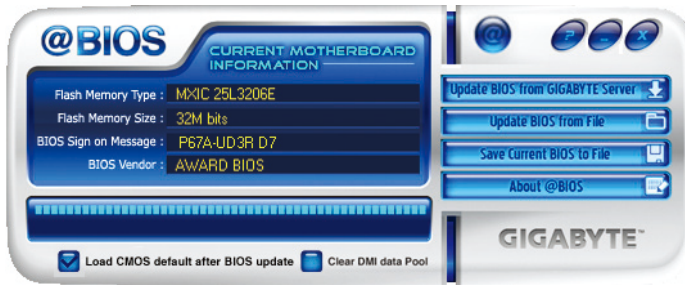 @BIOS
CURRENT MOTHERBOARD
INFORMATION
Flash Memory Type : MXIC 25L3206E
Flash Memory Size : 32M bits
BIOS Sign on Message : P67A-UD3R D7
BIOS Vendor : AWARD BIOS
Load CMOS default after BIOS update
Clear DMI data Pool
@ ? _ X
Update BIOS from GIGABYTE Server
Update BIOS from File
Save Current BIOS to File
About @BIOS
GIGABYTE™